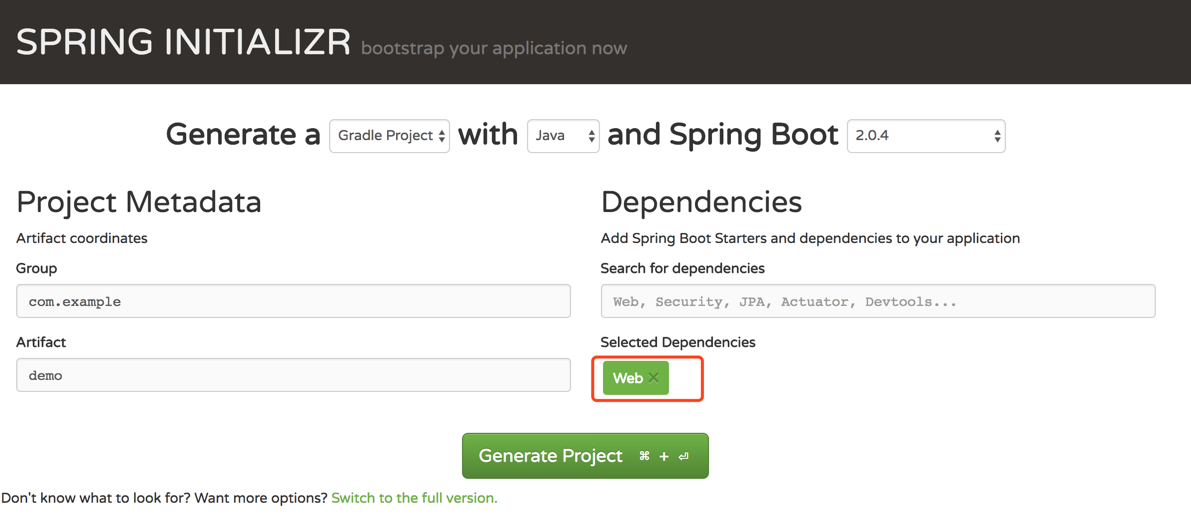 SPRING INITIALIZR bootstrap your application now
Generate a Gradle Project with Java and Spring Boot 2.0.4
Project Metadata
Artifact coordinates
Group
com.example
Artifact
demo
Dependencies
Add Spring Boot Starters and dependencies to your application
Search for dependencies
Web, Security, JPA, Actuator, Devtools...
Selected Dependencies
Web ×
Generate Project ⌘ + ⏎
Don't know what to look for? Want more options? Switch to the full version.